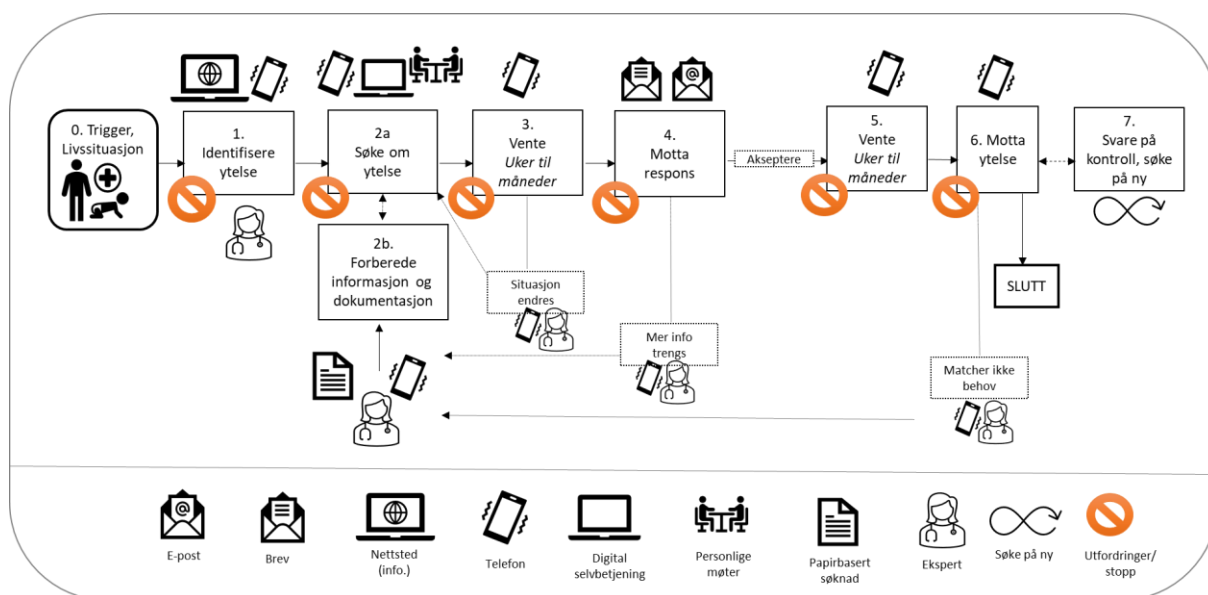 0. Trigger,
Livssituasjon
1.
Identifisere
ytelse
2a
Søke om
ytelse
3.
Vente
Uker til
måneder
4.
Motta
respons
Akseptere
5.
Vente
Uker til
måneder
6. Motta
ytelse
7.
Svare på
kontroll, søke
på ny
2b.
Forberede
informasjon og
dokumentasjon
Situasjon
endres
Mer info
trengs
Matcher ikke
behov
SLUTT
E-post
Brev
Nettsted
(info.)
Telefon
Digital
selvbetjening
Personlige
møter
Papirbasert
søknad
Ekspert
Søke på ny
Utfordringer/
stopp